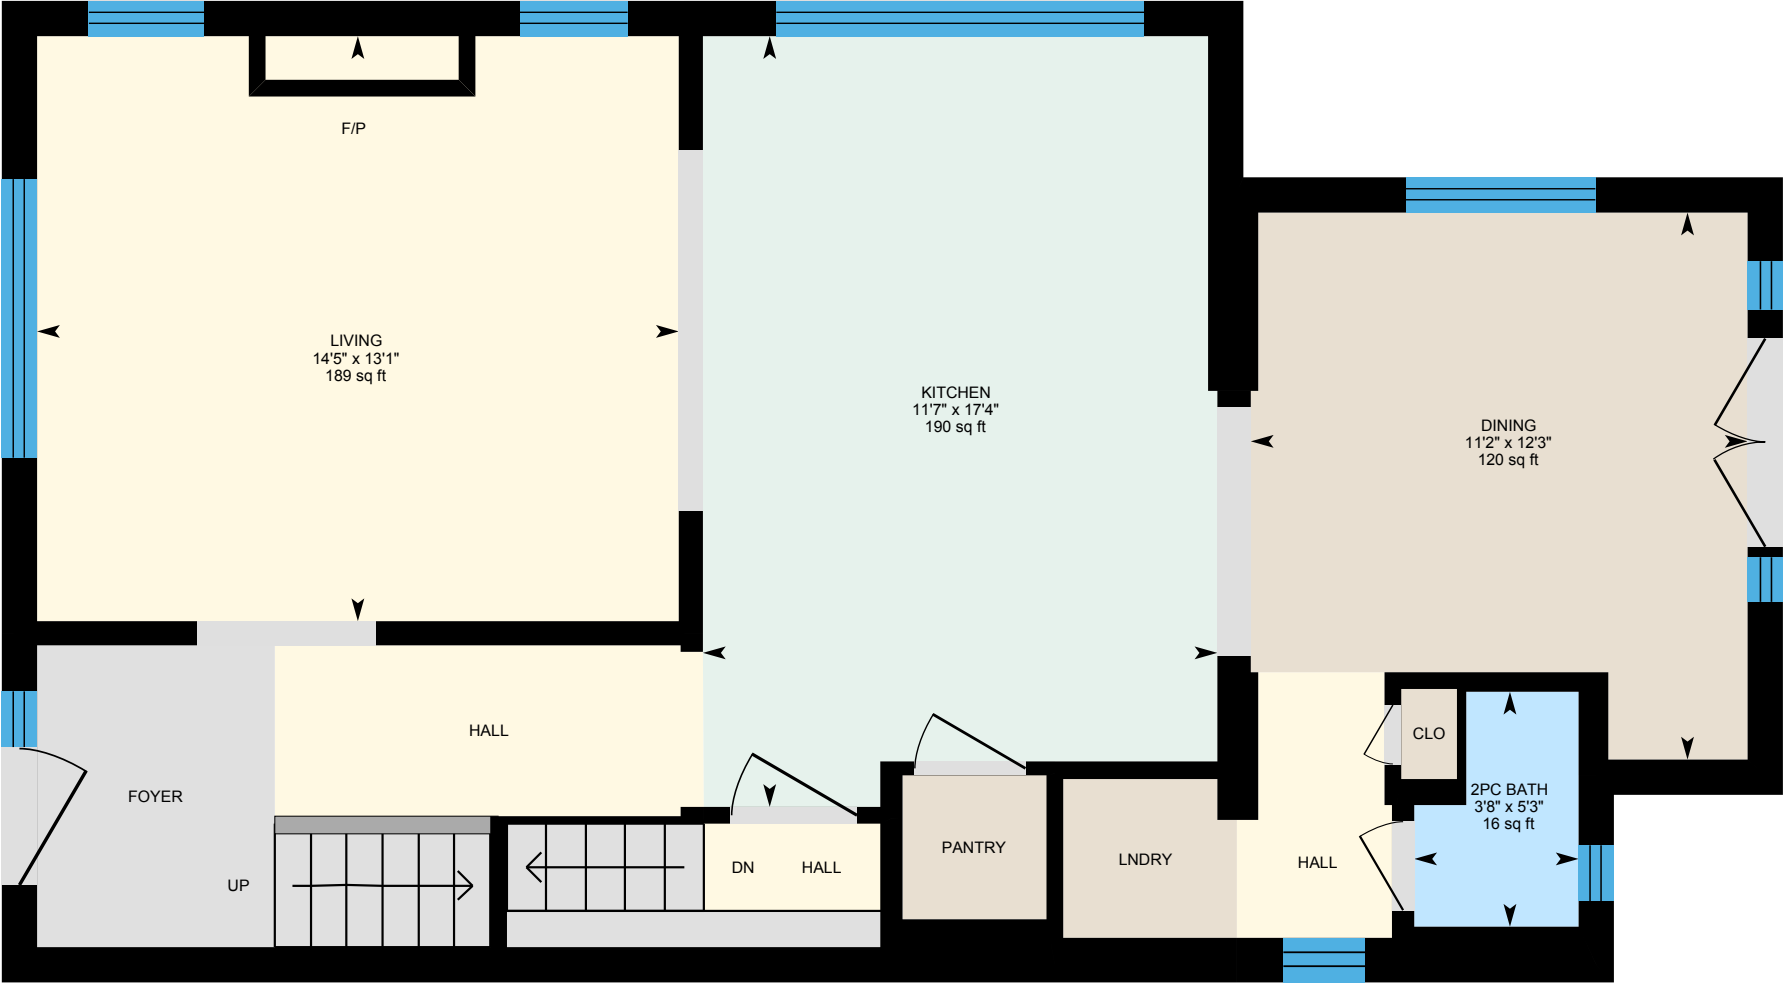 F/P
LIVING
14'5" x 13'1"
189 sq ft
KITCHEN
11'7" x 17'4"
190 sq ft
DINING
11'2" x 12'3"
120 sq ft
HALL
FOYER
UP
DN
HALL
PANTRY
LNDRY
HALL
CLO
2PC BATH
3'8" x 5'3"
16 sq ft